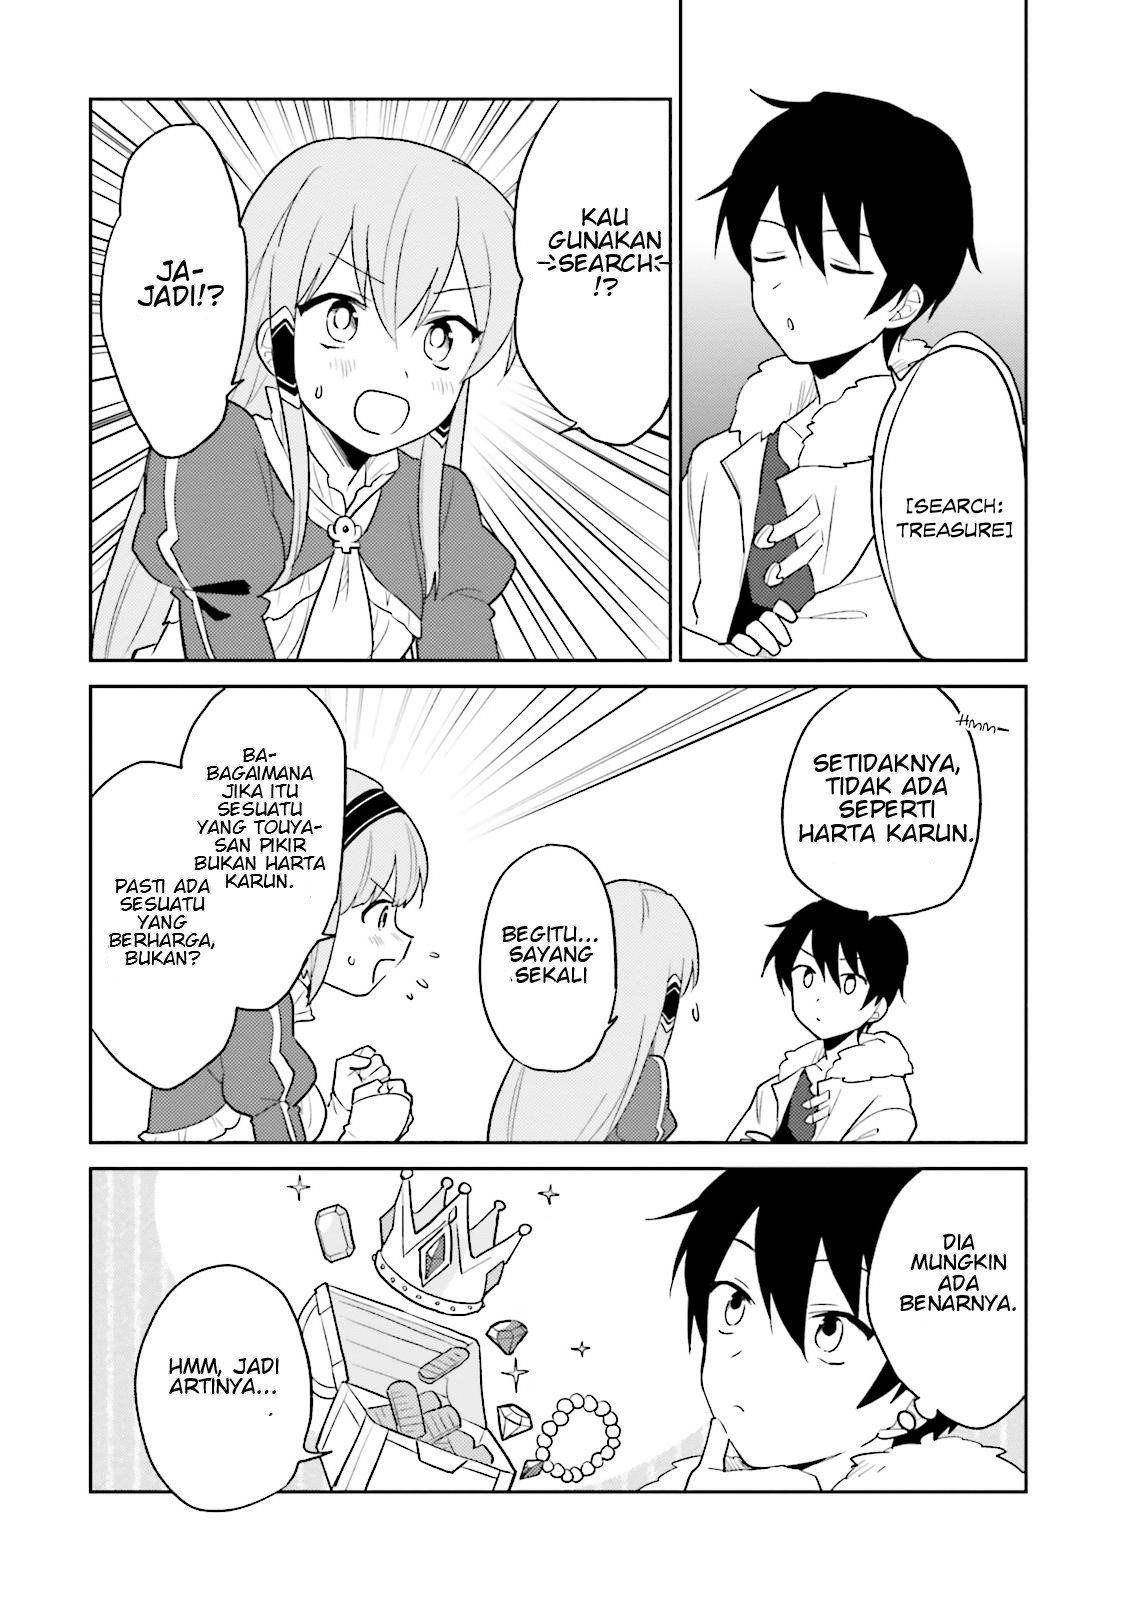 [SEARCH:
TREASURE]
KAU
GUNAKAN
SEARCH
!?
JA-
JADI!?
HMM—
SETIDAKNYA,
TIDAK ADA
SEPERTI
HARTA KARUN.
BEGITU...
SAYANG
SEKALI
BA-
BAGAIMANA
JIKA ITU
SESUATU
YANG TOUYA-
SAN PIKIR
BUKAN HARTA
KARUN.
PASTI ADA
SESUATU
YANG
BERHARGA,
BUKAN?
DIA
MUNGKIN
ADA
BENARNYA.
HMM, JADI
ARTINYA...